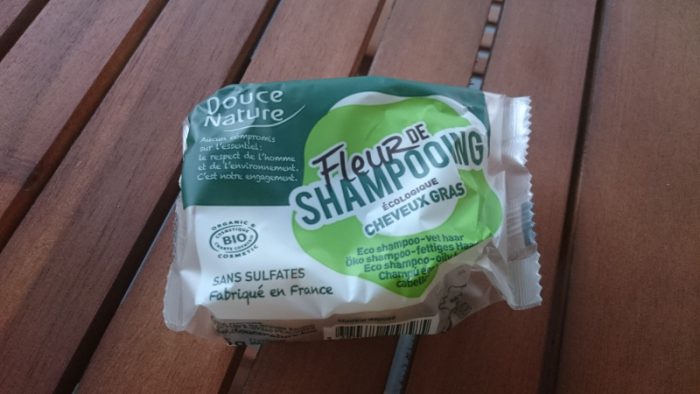 Douce
Nature
Aucun compromis
sur l'essentiel:
le respect de l'homme
et de l'environnement.
C'est notre engagement.
FLEUR DE
SHAMPOOING
ÉCOLOGIQUE
CHEVEUX GRAS
Eco shampoo-vet haar
Öko shampoo-fettiges Haar
Eco shampoo-oily
Champú
ORGANIC &
COSMETIQUE
BIO
COSMETIC
SANS SULFATES
Fabriqué en France